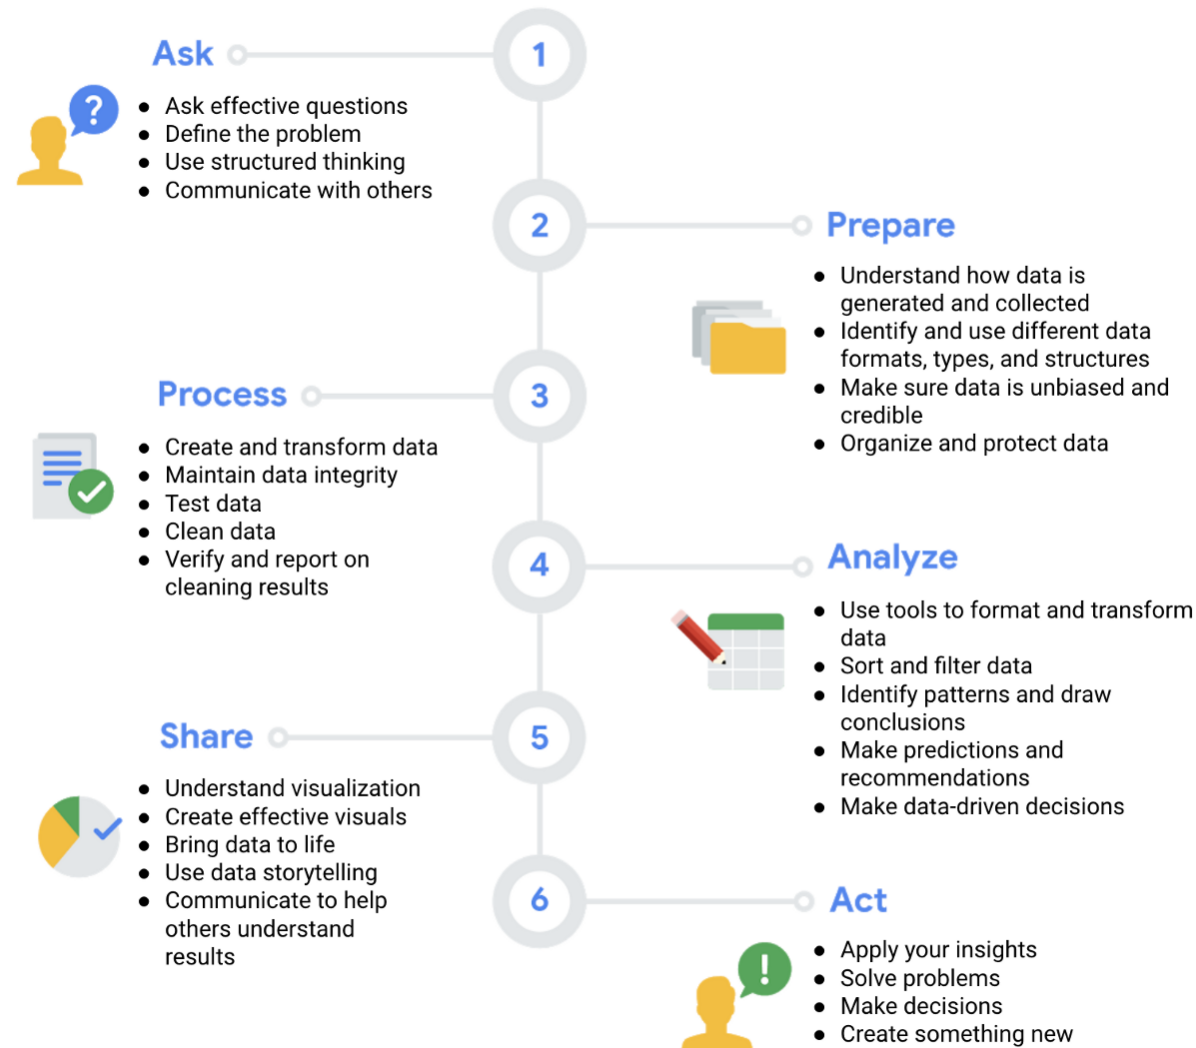 Ask
1
? 
● Ask effective questions
● Define the problem
● Use structured thinking
● Communicate with others
2
Prepare
● Understand how data is
generated and collected
● Identify and use different data
formats, types, and structures
● Make sure data is unbiased and
credible
● Organize and protect data
Process
3
● Create and transform data
● Maintain data integrity
● Test data
● Clean data
● Verify and report on
cleaning results
4
Analyze
● Use tools to format and transform
data
● Sort and filter data
● Identify patterns and draw
conclusions
● Make predictions and
recommendations
● Make data-driven decisions
Share
5
● Understand visualization
● Create effective visuals
● Bring data to life
● Use data storytelling
● Communicate to help
others understand
results
6
Act
!
● Apply your insights
● Solve problems
● Make decisions
● Create something new